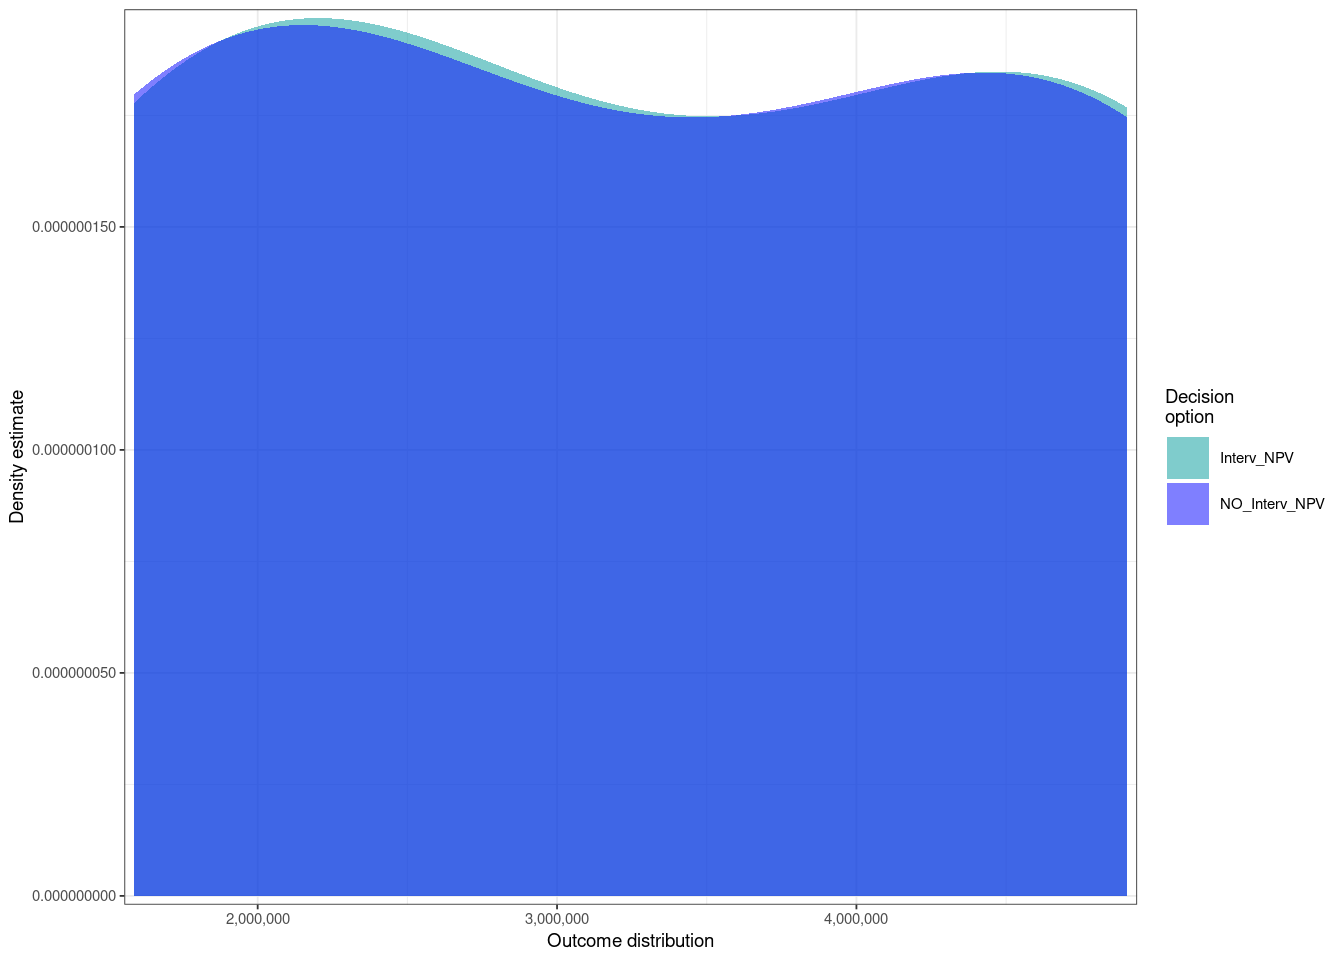 Density estimate
0.000000150
0.000000100
0.000000050
0.000000000
2,000,000
3,000,000
4,000,000
Outcome distribution
Decision
option
Interv_NPV
NO_Interv_NPV